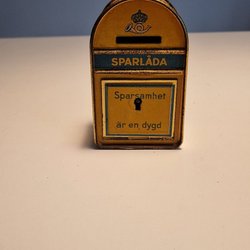 SPARLÅDA
Sparsamhet
är en dygd